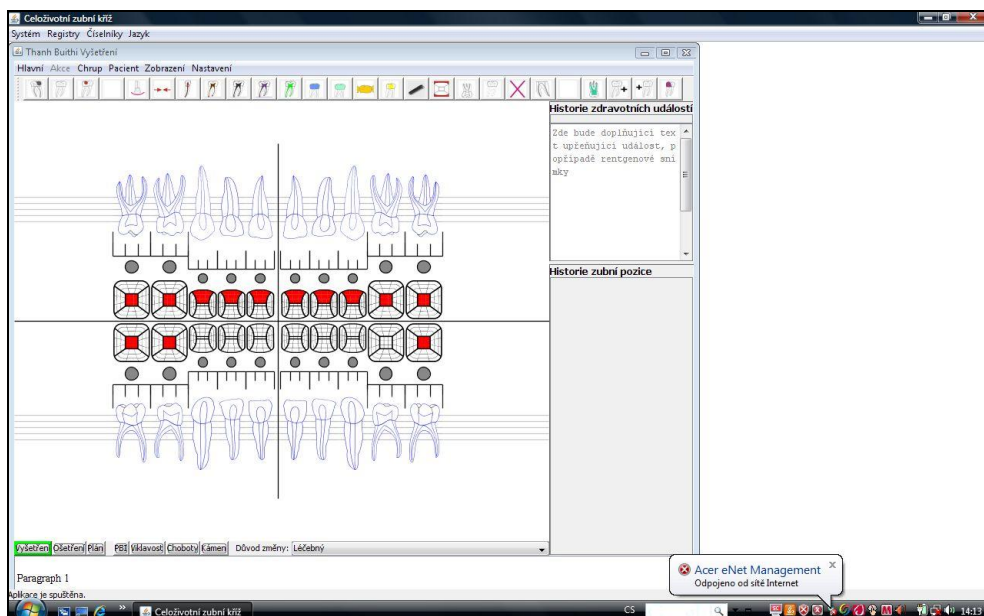 Celoživotní zubní kříž
Systém Registry Číselníky Jazyk
Thanh Buithi Vyšetření
Hlavní Akce Chrup Pacient Zobrazení Nastavení
Historie zdravotních událostí
Zde bude doplňující tex
t upřeňující událost, p
opřípadě rentgenové sní
mky
Historie zubní pozice
Vyšetření Ošetření Plán PBI Viklavost Choboty Kámen Důvod změny: Léčebný
Paragraph 1
Aplikace je spuštěna.
Acer eNet Management
Odpojeno od sítě Internet
Celoživotní zubní kříž
CS
14:13